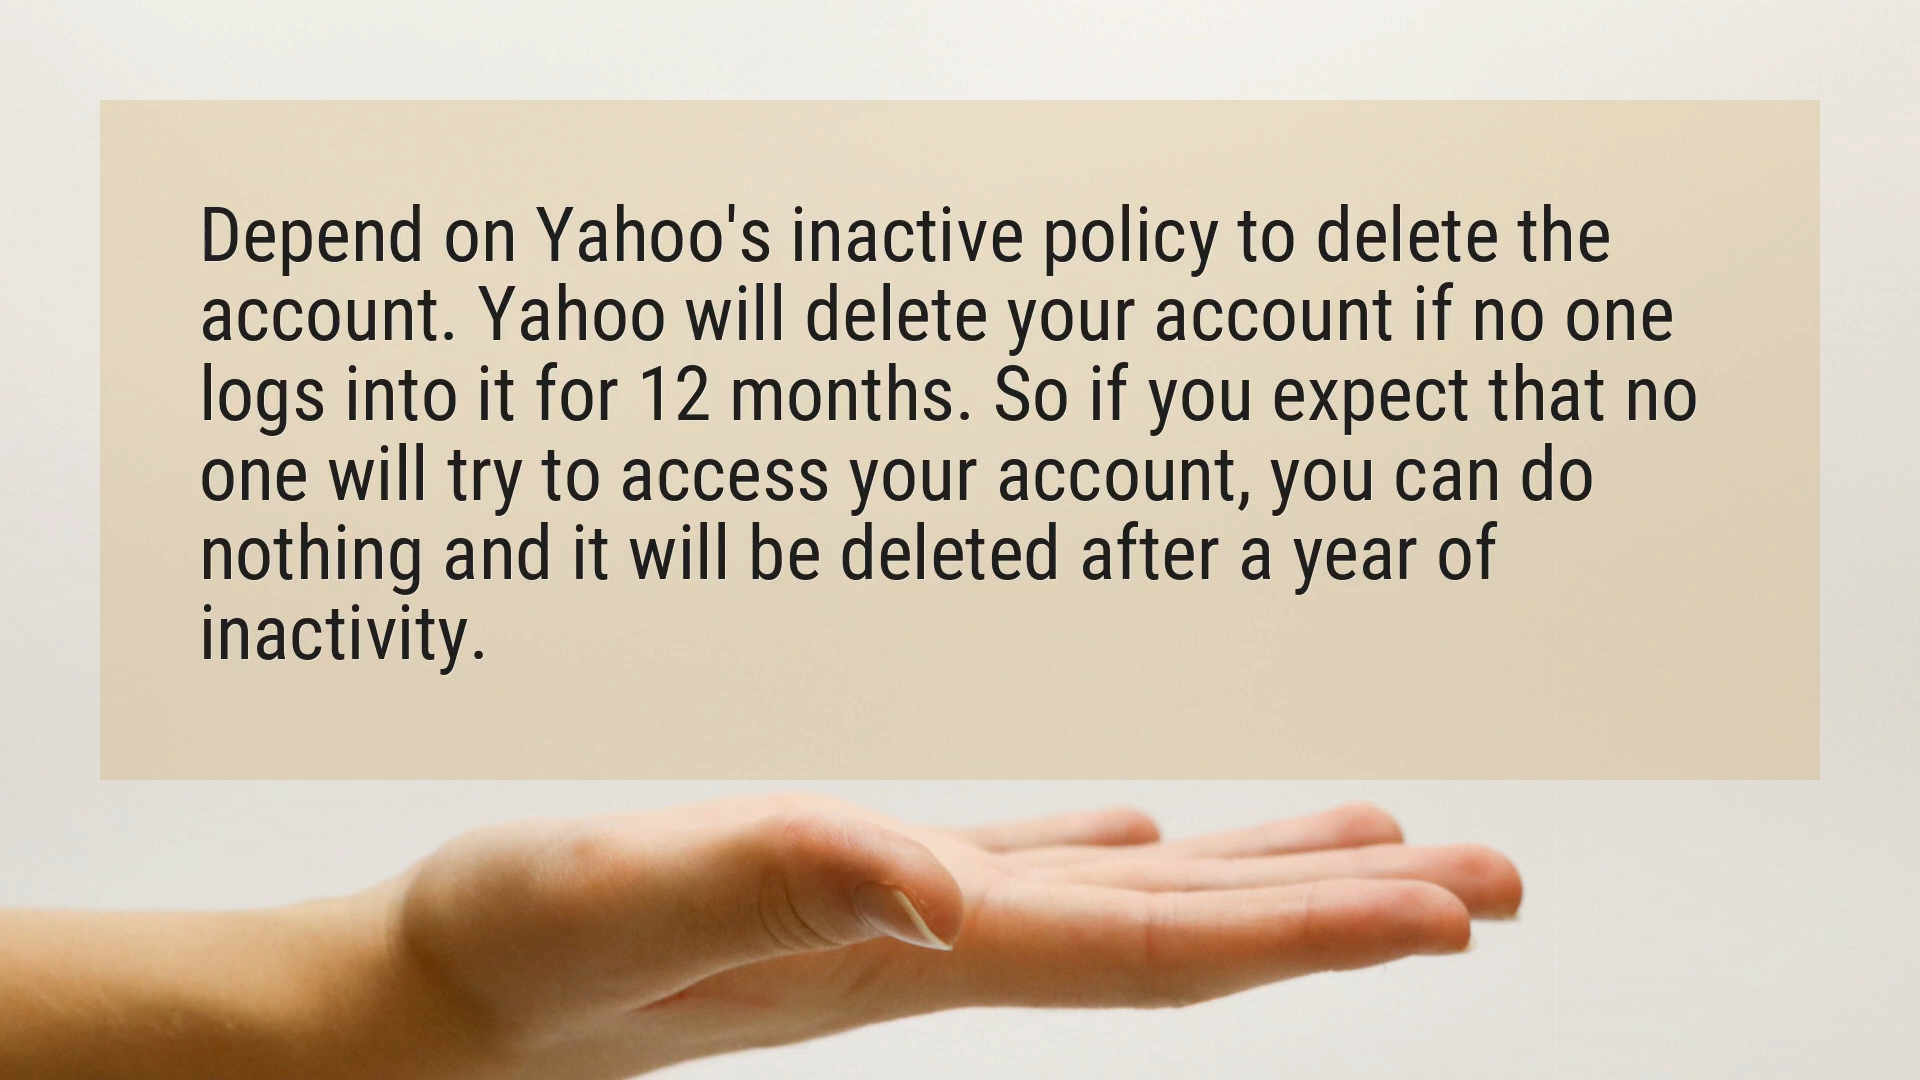 Depend on Yahoo's inactive policy to delete the
account. Yahoo will delete your account if no one
logs into it for 12 months. So if you expect that no
one will try to access your account, you can do
nothing and it will be deleted after a year of
inactivity.